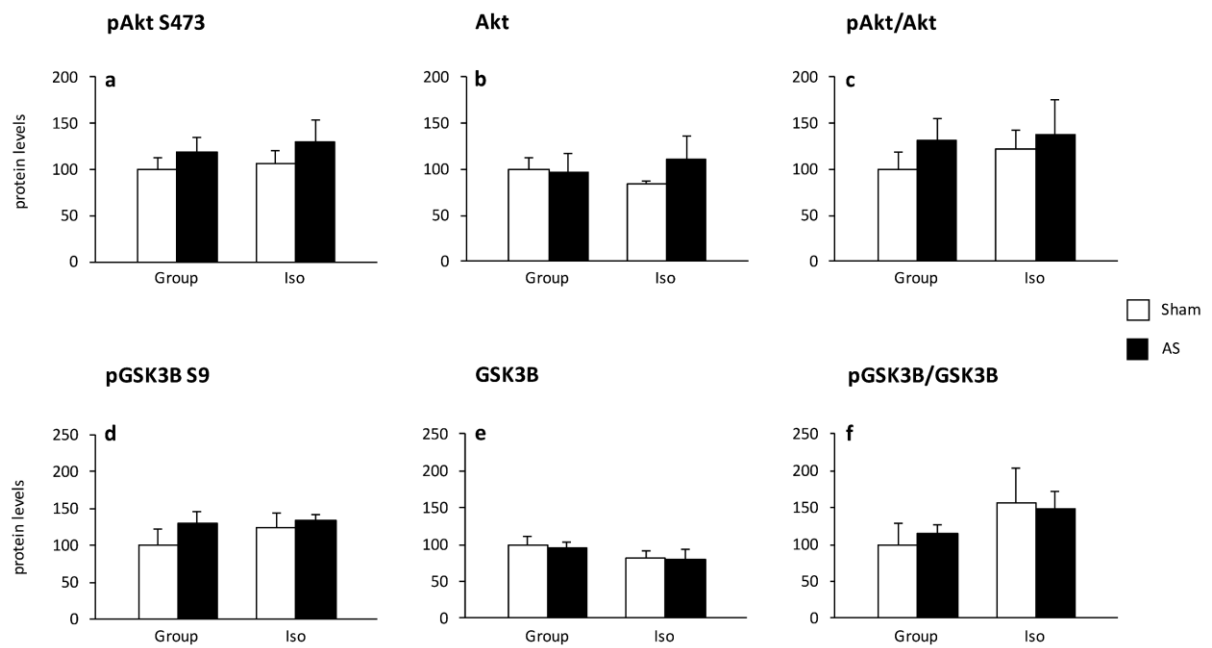 pAkt S473 Akt pAkt/Akt
a b c
200 200 200
150 150 150
100 100 100
50 50 50
0 0 0
protein levels
Group Iso Group Iso Group Iso
Sham
AS
pGSK3B S9 GSK3B pGSK3B/GSK3B
d e f
250 250 250
200 200 200
150 150 150
100 100 100
50 50 50
0 0 0
protein levels
Group Iso Group Iso Group Iso